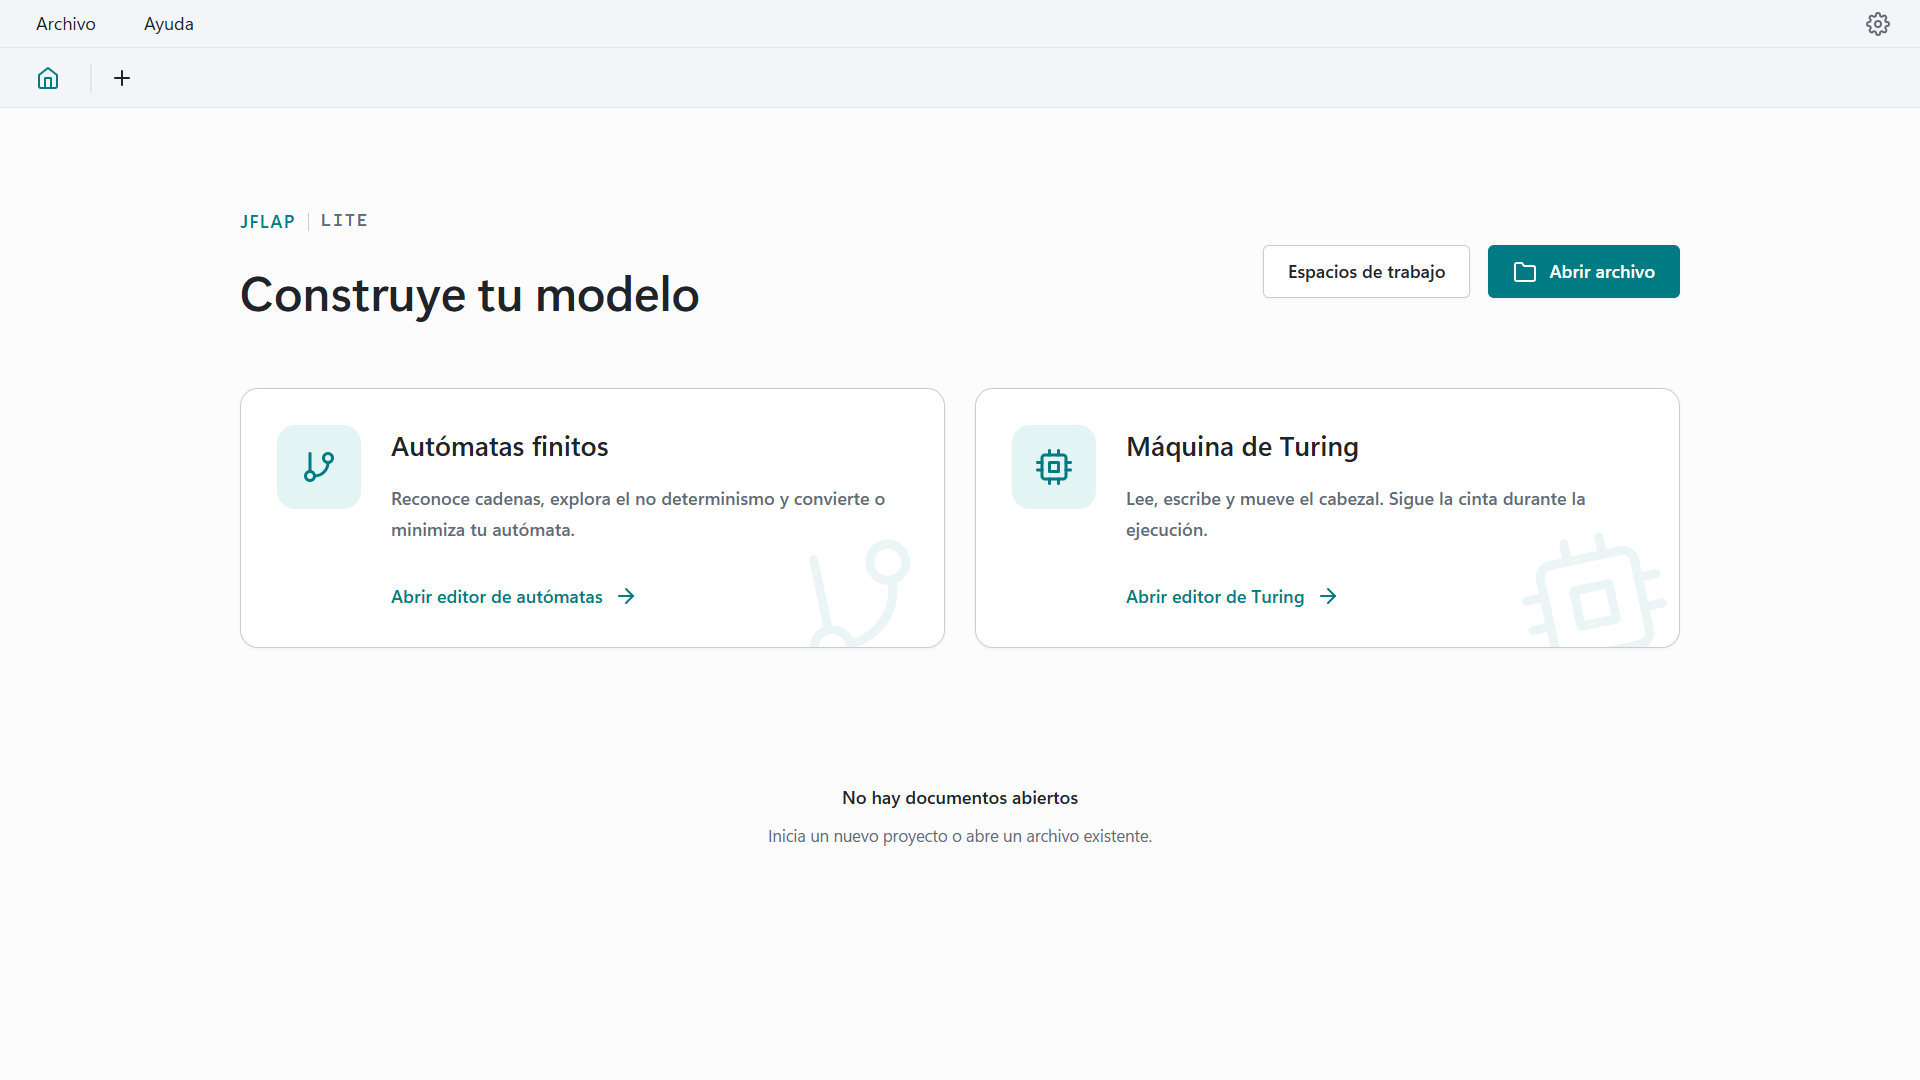 Archivo Ayuda
JFLAP LITE
Construye tu modelo
Espacios de trabajo
Abrir archivo
Autómatas finitos
Reconoce cadenas, explora el no determinismo y convierte o
minimiza tu autómata.
Abrir editor de autómatas
Máquina de Turing
Lee, escribe y mueve el cabezal. Sigue la cinta durante la
ejecución.
Abrir editor de Turing
No hay documentos abiertos
Inicia un nuevo proyecto o abre un archivo existente.